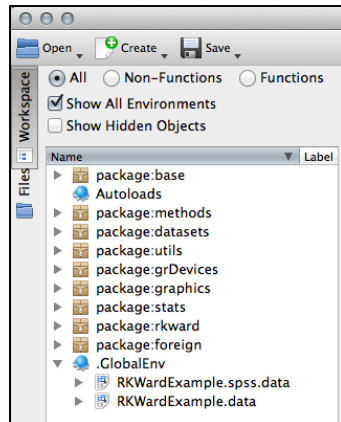 Open Create Save
Workspace
Files
All Non-Functions Functions
Show All Environments
Show Hidden Objects
Name Label
package:base
Autoloads
package:methods
package:datasets
package:utils
package:grDevices
package:graphics
package:stats
package:rkward
package:foreign
.GlobalEnv
RKWardExample.spss.data
RKWardExample.data